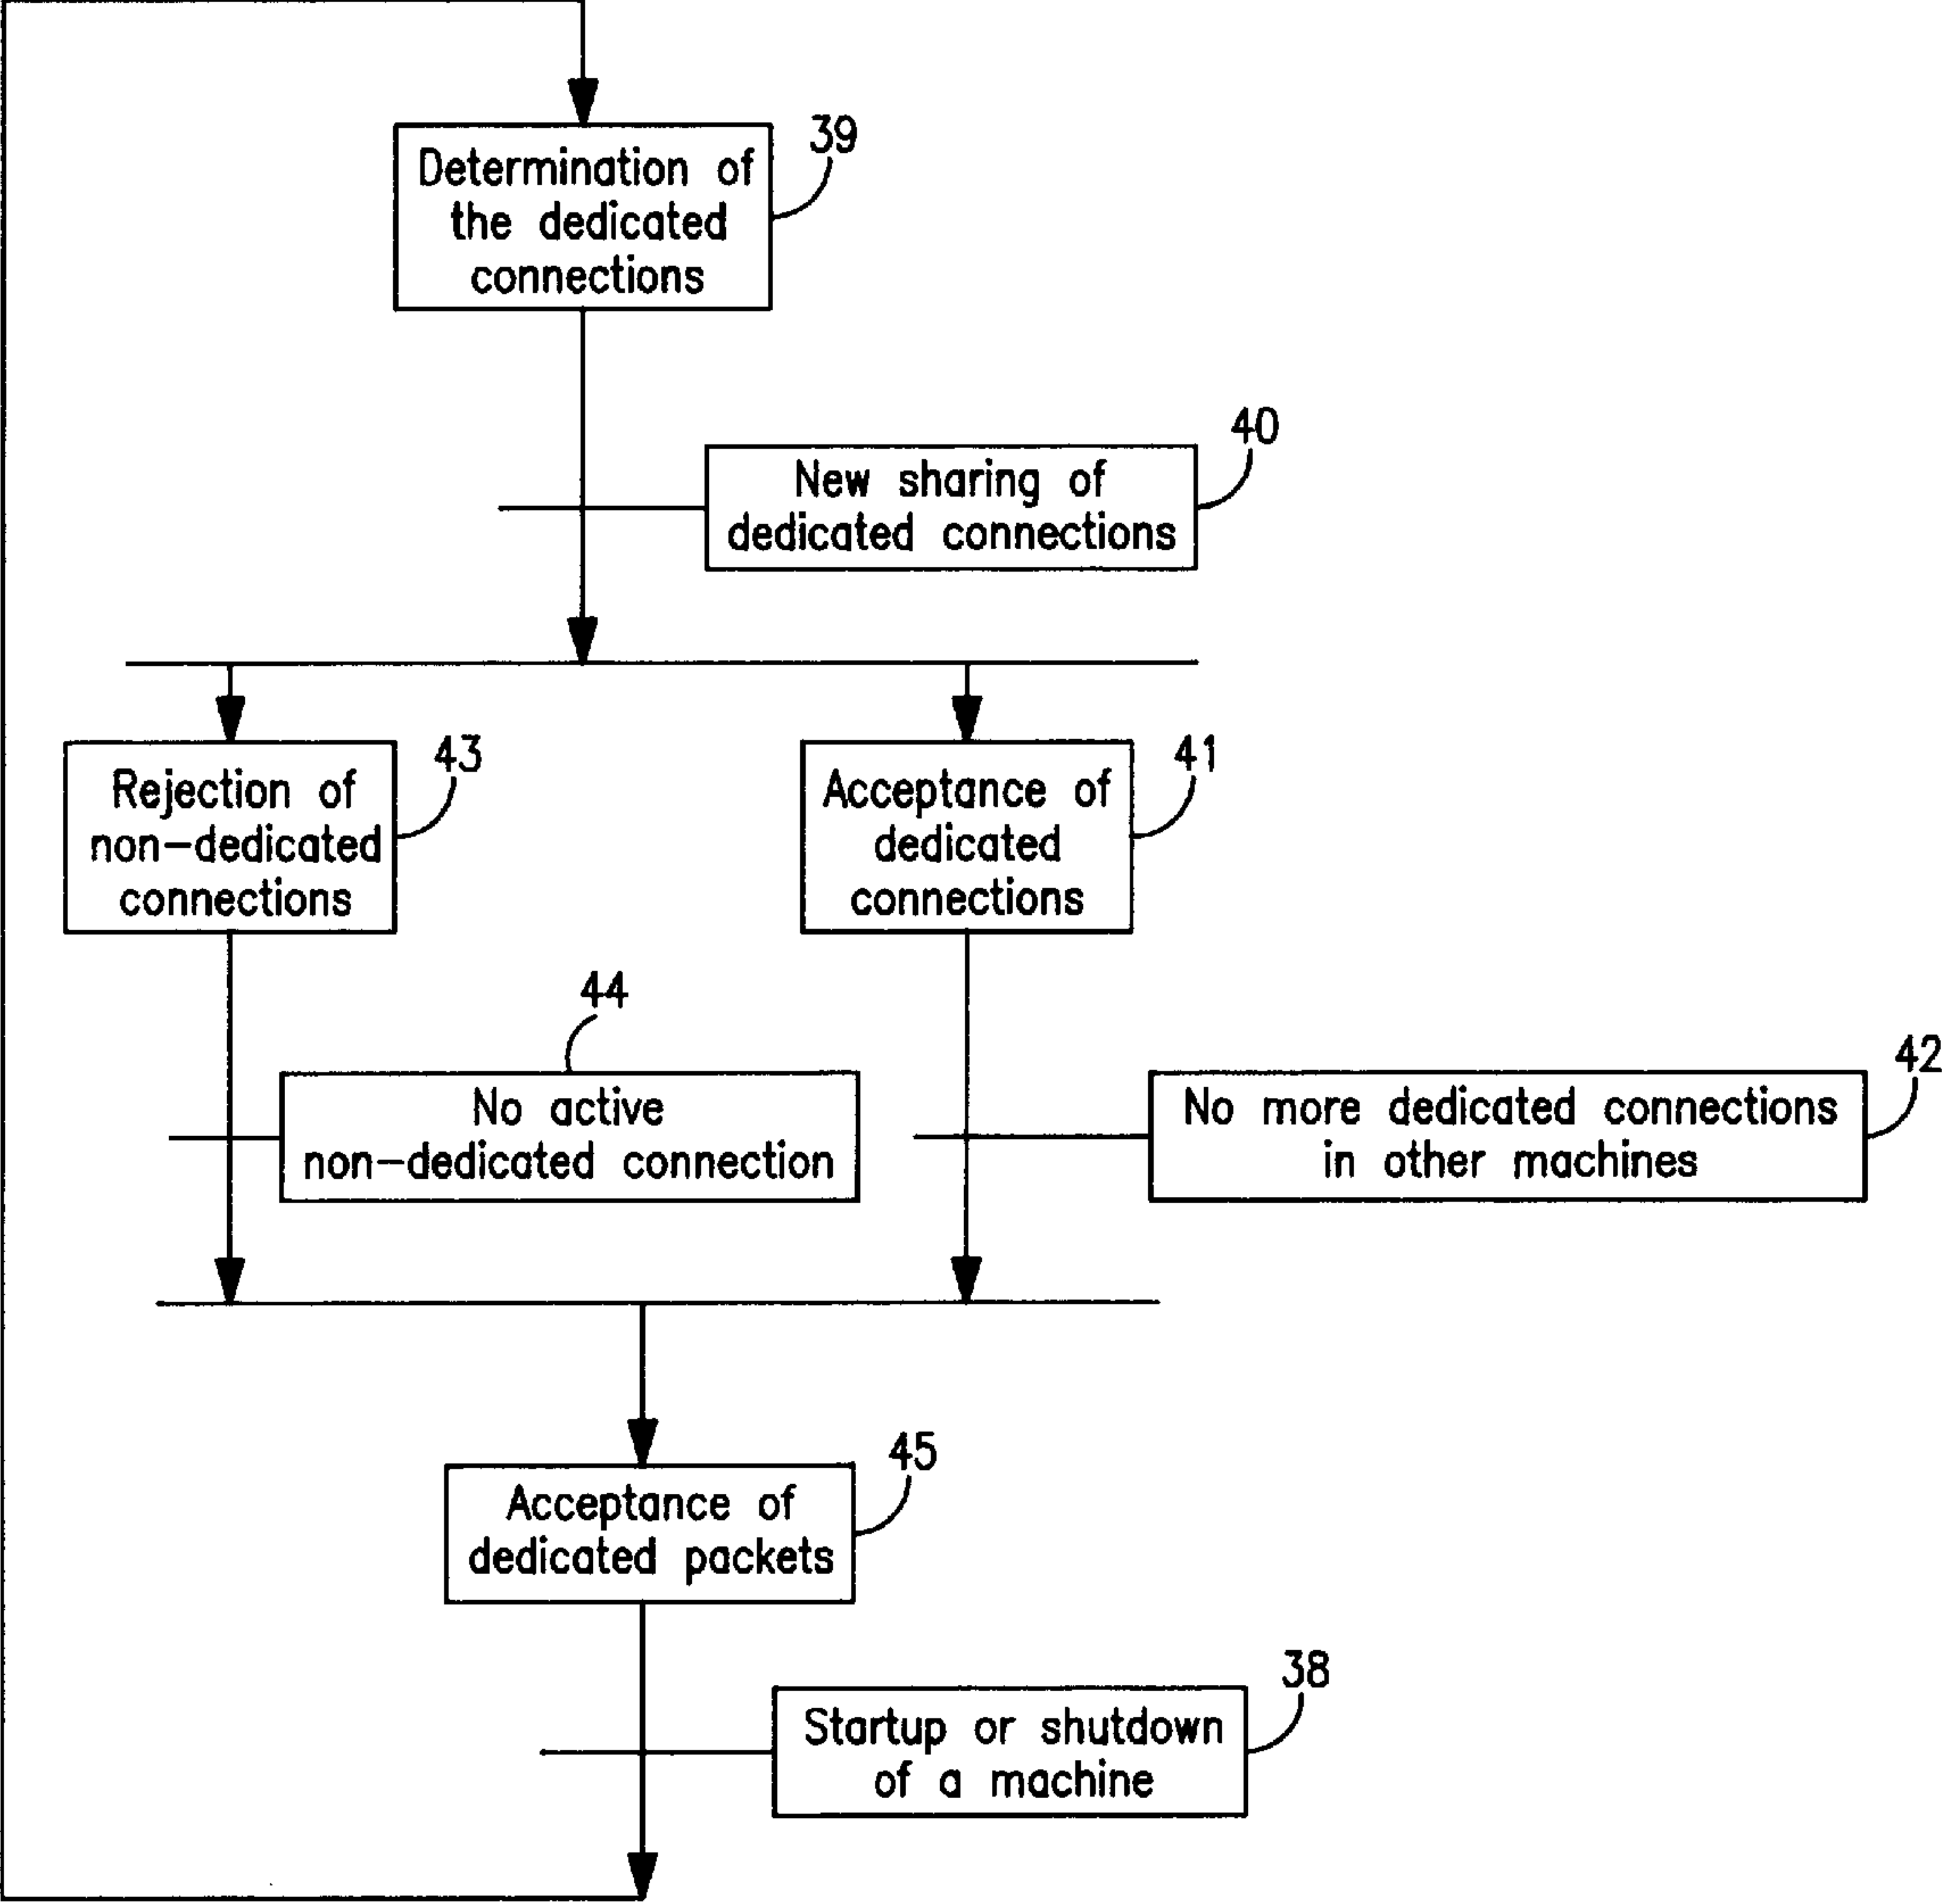 39
Determination of
the dedicated
connections
40
New sharing of
dedicated connections
43
Rejection of
non-dedicated
connections
41
Acceptance of
dedicated
connections
44
No active
non-dedicated connection
42
No more dedicated connections
in other machines
45
Acceptance of
dedicated packets
38
Startup or shutdown
of a machine